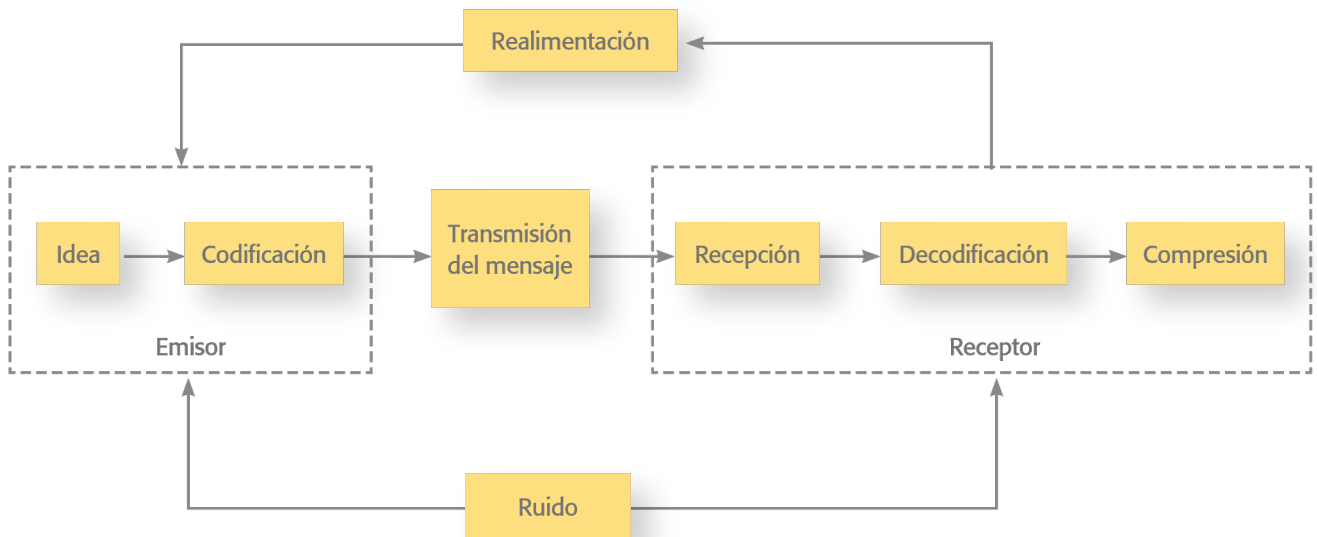 Realimentación
Idea
Codificación
Transmisión
del mensaje
Recepción
Decodificación
Compresión
Emisor
Receptor
Ruido